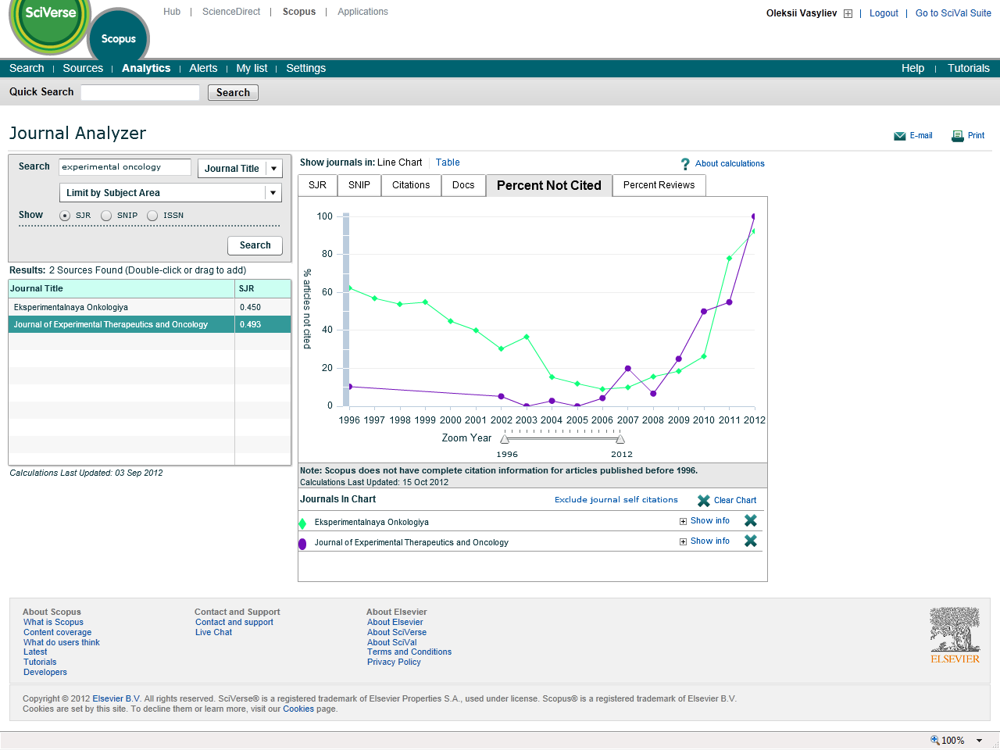 SciVerse
Scopus
Hub | ScienceDirect | Scopus | Applications
Oleksii Vasyliev | Logout | Go to SciVal Suite
Search | Sources | Analytics | Alerts | My list | Settings
Help | Tutorials
Quick Search Search
Journal Analyzer
E-mail Print
Search experimental oncology Journal Title
Limit by Subject Area
Show SJR SNIP ISSN
Search
Results: 2 Sources Found (Double-click or drag to add)
Journal Title SJR
Eksperimentalnaya Onkologiya 0.450
Journal of Experimental Therapeutics and Oncology 0.493
Calculations Last Updated: 03 Sep 2012
Show journals in: Line Chart Table
? About calculations
SJR SNIP Citations Docs Percent Not Cited Percent Reviews
% articles not cited
100
80
60
40
20
0
1996 1997 1998 1999 2000 2001 2002 2003 2004 2005 2006 2007 2008 2009 2010 2011 2012
Zoom Year
1996 2012
Note: Scopus does not have complete citation information for articles published before 1996.
Calculations Last Updated: 15 Oct 2012
Journals In Chart Exclude journal self citations Clear Chart
Eksperimentalnaya Onkologiya Show info
Journal of Experimental Therapeutics and Oncology Show info
About Scopus
What is Scopus
Content coverage
What do users think
Latest
Tutorials
Developers
Contact and Support
Contact and support
Live Chat
About Elsevier
About Elsevier
About SciVerse
About SciVal
Terms and Conditions
Privacy Policy
ELSEVIER
Copyright © 2012 Elsevier B.V. All rights reserved. SciVerse® is a registered trademark of Elsevier Properties S.A., used under license. Scopus® is a registered trademark of Elsevier B.V.
Cookies are set by this site. To decline them or learn more, visit our Cookies page.
100%